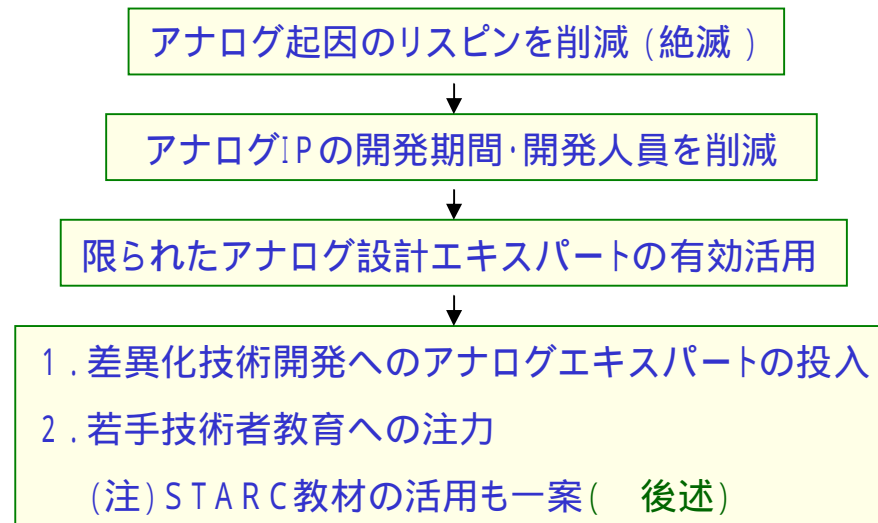 アナログ起因のリスピンを削減(絶滅)
アナログIPの開発期間・開発人員を削減
限られたアナログ設計エキスパートの有効活用
1.差異化技術開発へのアナログエキスパートの投入
2.若手技術者教育への注力
(注)STARC教材の活用も一案( 後述)